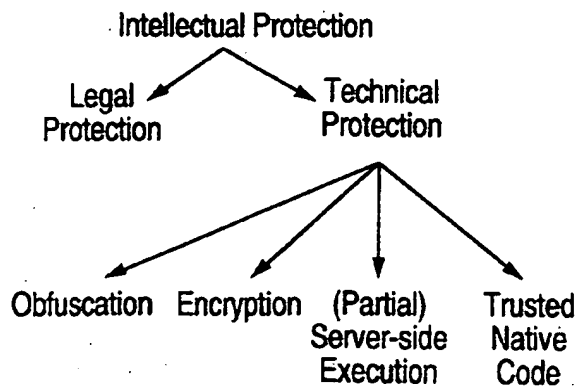 Intellectual Protection
Legal
Protection
Technical
Protection
Obfuscation
Encryption
(Partial)
Server-side
Execution
Trusted
Native
Code